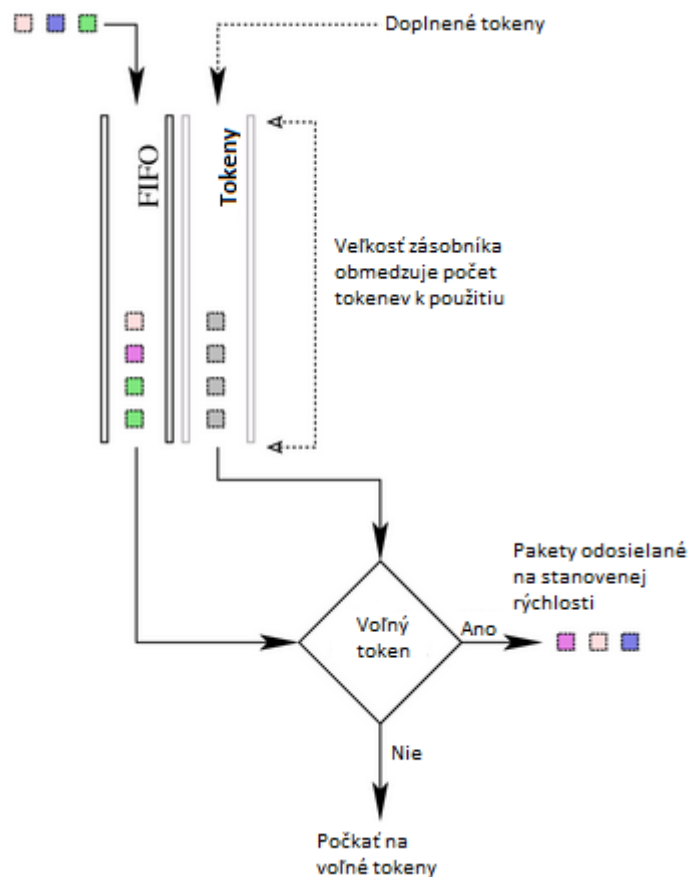 Doplnené tokeny
FIFO
Tokeny
Veľkosť zásobníka
obmedzuje počet
tokenev k použitiu
Pakety odosielané
na stanovenej
rýchlosti
Voľný
token
Ano
Nie
Počkať na
voľné tokeny